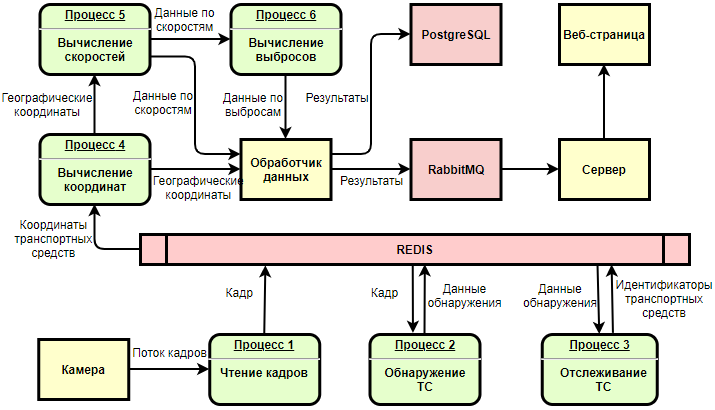 Процесс 5
Вычисление
скоростей
Данные по
скоростям
Процесс 6
Вычисление
выбросов
PostgreSQL
Веб-страница
Географические
координаты
Данные по
скоростям
Данные по
выбросам
Результаты
Процесс 4
Вычисление
координат
Географические
координаты
Обработчик
данных
Результаты
RabbitMQ
Сервер
Координаты
транспортных
средств
REDIS
Кадр
Кадр
Данные
обнаружения
Данные
обнаружения
Идентификаторы
транспортных
средств
Камера
Поток кадров
Процесс 1
Чтение кадров
Процесс 2
Обнаружение
ТС
Процесс 3
Отслеживание
ТС